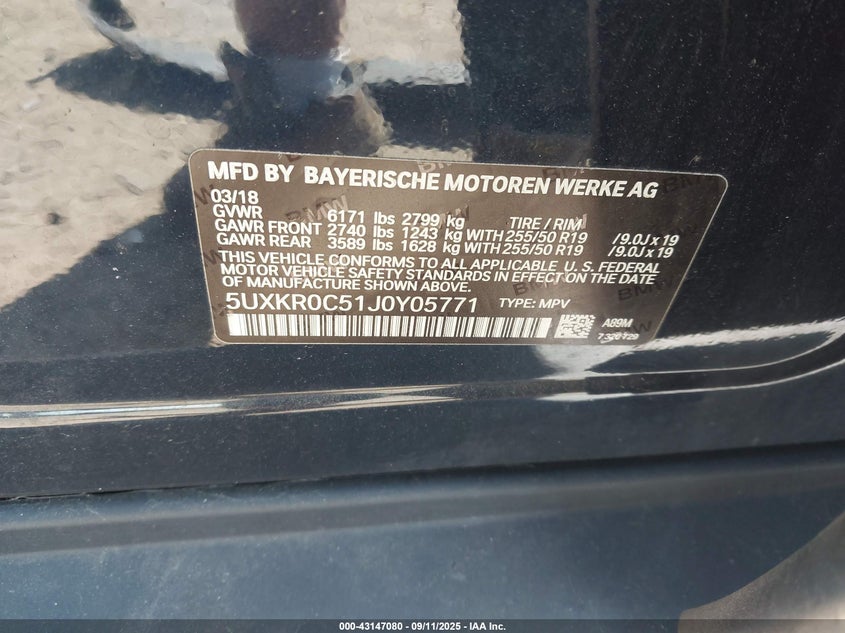 MFD BY BAYERISCHE MOTOREN WERKE AG
03/18
GVWR 6171 lbs 2799 kg TIRE / RIM
GAWR FRONT 2740 lbs 1243 kg WITH 255/50 R19 /9.0J x 19
GAWR REAR 3589 lbs 1628 kg WITH 255/50 R19 /9.0J x 19
THIS VEHICLE CONFORMS TO ALL APPLICABLE U.S. FEDERAL
MOTOR VEHICLE SAFETY STANDARDS IN EFFECT ON THE DATE
OF MANUFACTURE SHOWN ABOVE.
5UXKR0C51J0Y05771 TYPE: MPV
A89M
000-43147080 - 09/11/2025 - IAA Inc.